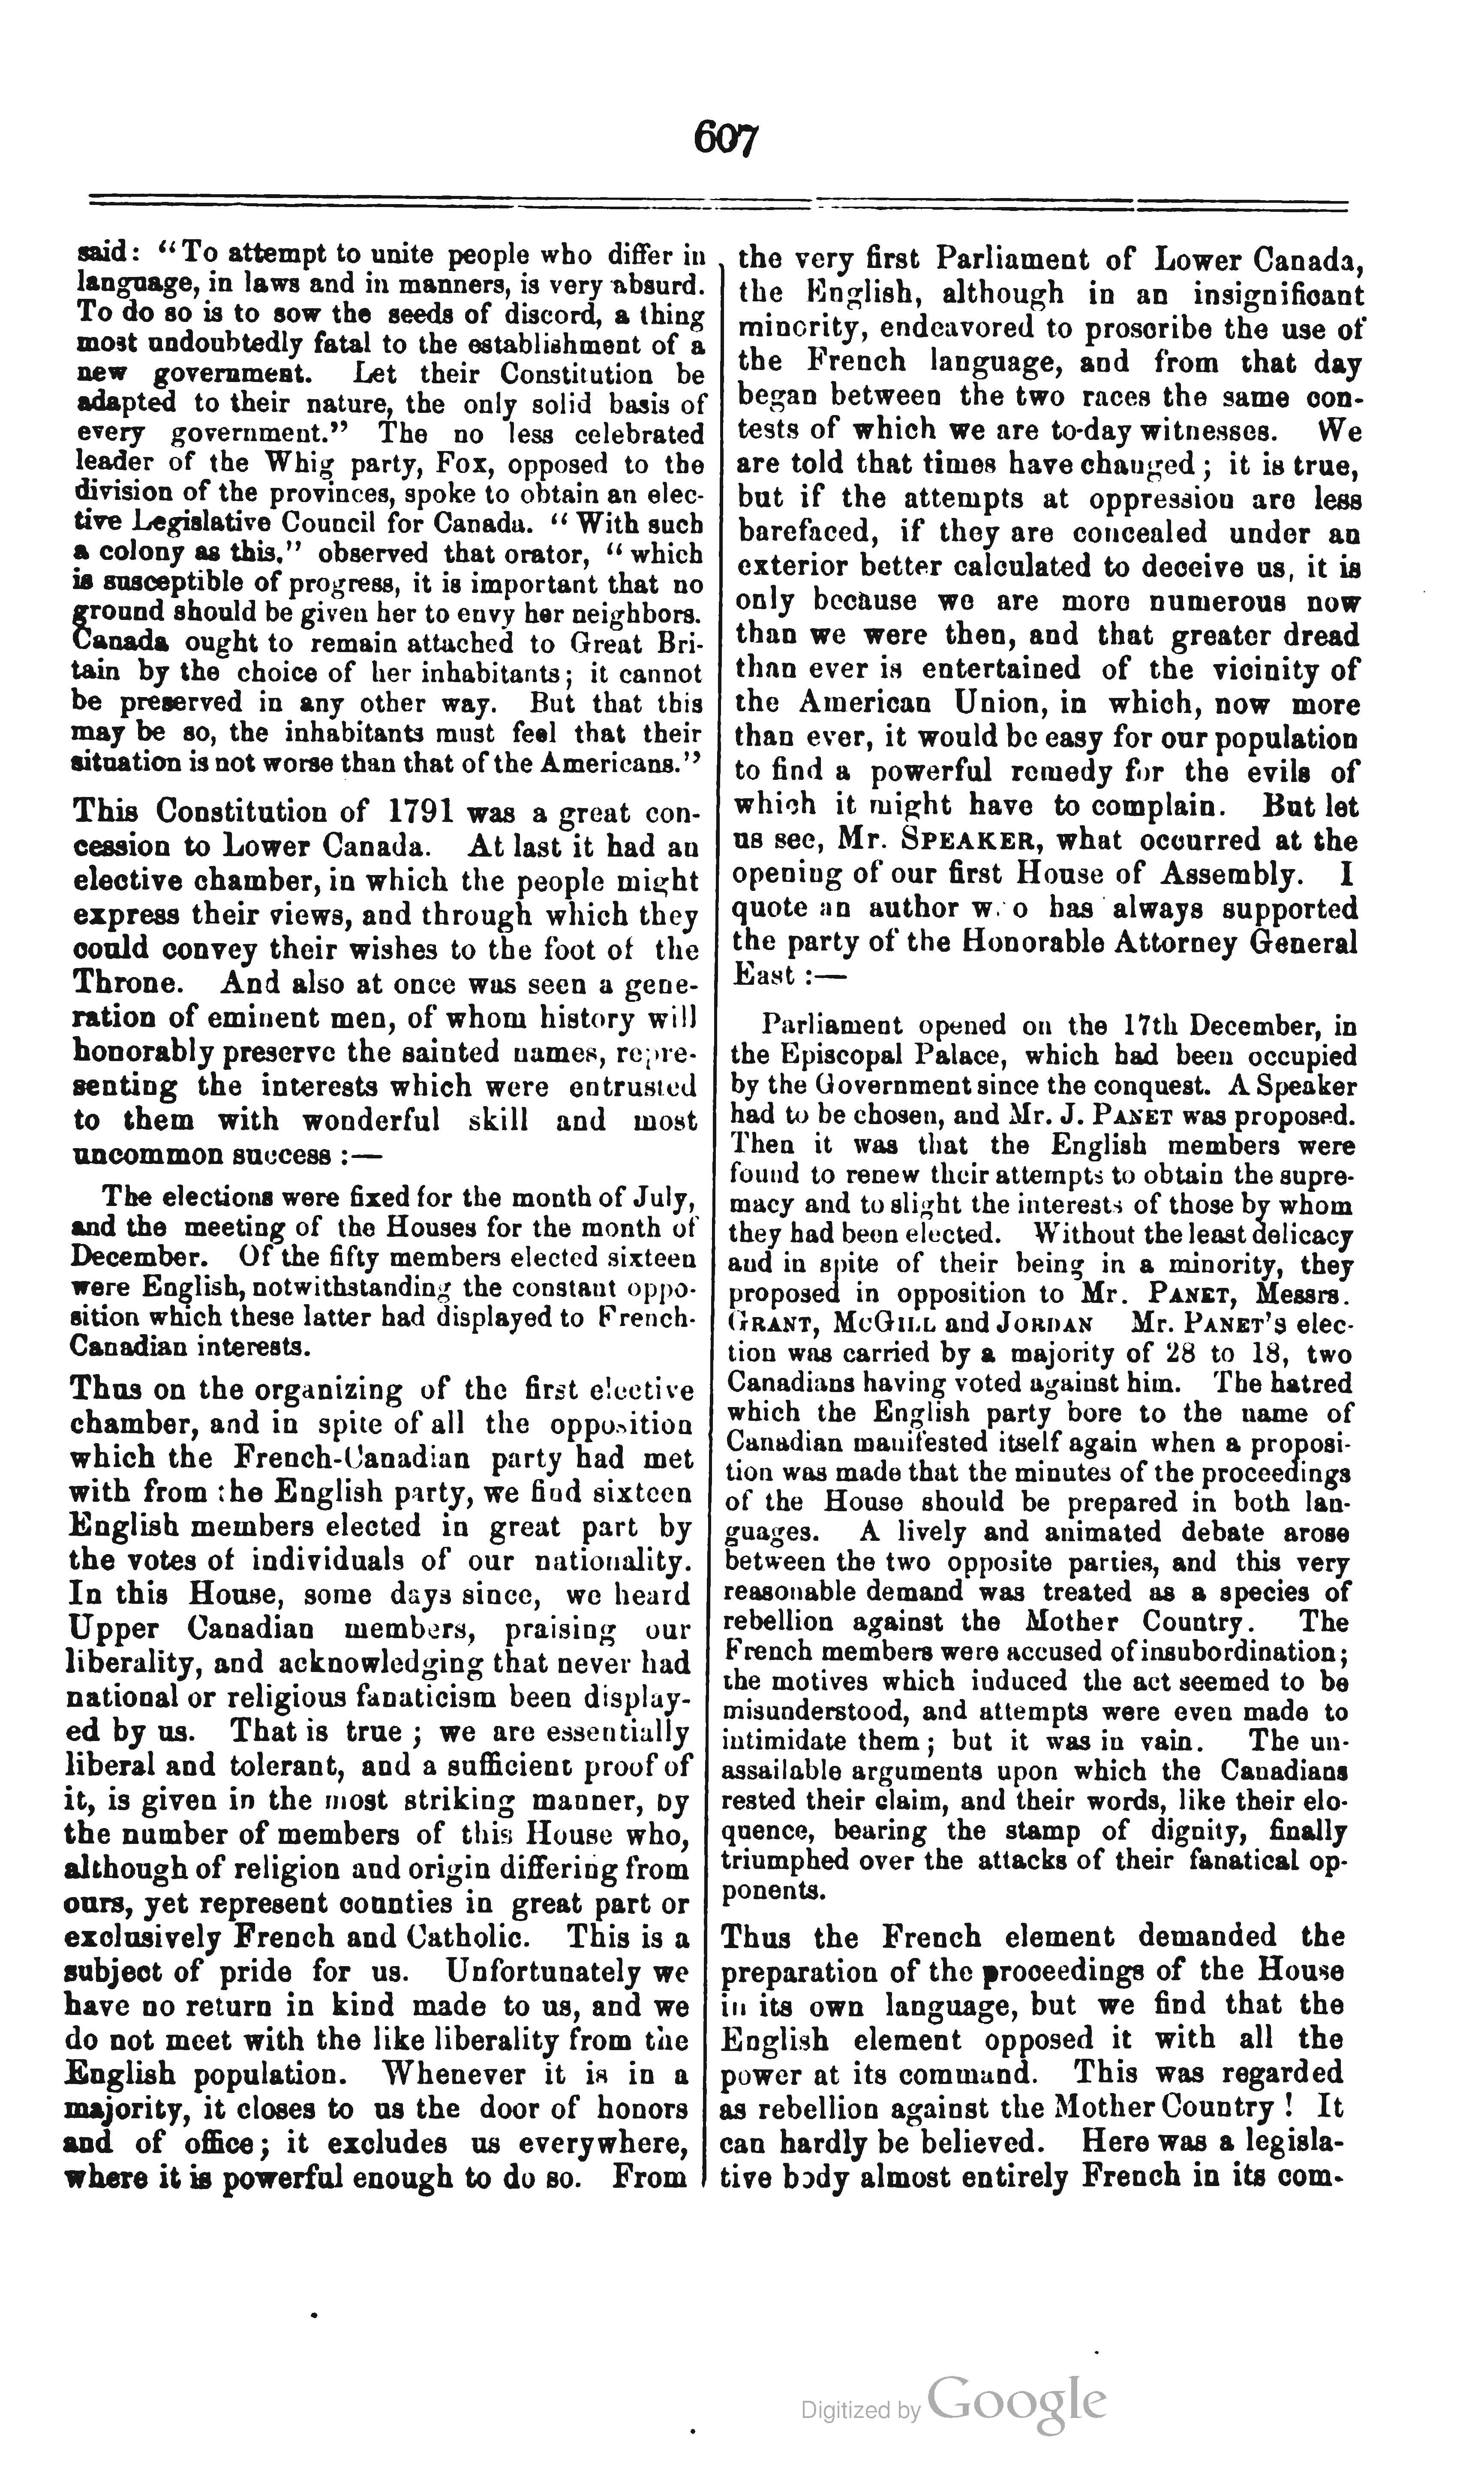 607
said: "To attempt to unite people who differ in
language, in laws and in manners, is very absurd.
To do so is to sow the seeds of discord, a thing
most undoubtedly fatal to the establishment of a
new government. Let their Constitution be
adapted to their nature, the only solid basis of
every government." The no less celebrated
leader of the Whig party, Fox, opposed to the
division of the provinces, spoke to obtain an elec-
tive Legislative Council for Canada. "With such
a colony as this," observed that orator, "which
is susceptible of progress, it is important that no
ground should be given her to envy her neighbors.
Canada ought to remain attached to Great Bri-
tain by the choice of her inhabitants; it cannot
be preserved in any other way. But that this
may be so, the inhabitants must feel that their
situation is not worse than that of the Americans."
This Constitution of 1791 was a great con-
cession to Lower Canada. At last it had an
elective chamber, in which the people might
express their views, and through which they
could convey their wishes to the foot of the
Throne. And also at once was seen a gene-
ration of eminent men, of whom history will
honorably preserve the sainted names, repre-
senting the interests which were entrusted
to them with wonderful skill and most
uncommon success :—
The elections were fixed for the month of July,
and the meeting of the Houses for the month of
December. Of the fifty members elected sixteen
were English, notwithstanding the constant oppo-
sition which these latter had displayed to French-
Canadian interests.
Thus on the organizing of the first elective
chamber, and in spite of all the opposition
which the French-Canadian party had met
with from the English party, we find sixteen
English members elected in great part by
the votes of individuals of our nationality.
In this House, some days since, we heard
Upper Canadian members, praising our
liberality, and acknowledging that never had
national or religious fanaticism been display-
ed by us. That is true ; we are essentially
liberal and tolerant, and a sufficient proof of
it, is given in the most striking manner, by
the number of members of this House who,
although of religion and origin differing from
ours, yet represent counties in great part or
exclusively French and Catholic. This is a
subject of pride for us. Unfortunately we
have no return in kind made to us, and we
do not meet with the like liberality from the
English population. Whenever it is in a
majority, it closes to us the door of honors
and of office; it excludes us everywhere,
where it is powerful enough to do so. From
the very first Parliament of Lower Canada,
the English, although in an insignificant
minority, endeavored to proscribe the use of
the French language, and from that day
began between the two races the same con-
tests of which we are to-day witnesses. We
are told that times have changed ; it is true,
but if the attempts at oppression are less
barefaced, if they are concealed under an
exterior better calculated to deceive us, it is
only because we are more numerous now
than we were then, and that greater dread
than ever is entertained of the vicinity of
the American Union, in which, now more
than ever, it would be easy for our population
to find a powerful remedy for the evils of
which it might have to complain. But let
us see, Mr. SPEAKER, what occurred at the
opening of our first House of Assembly. I
quote an author w o has always supported
the party of the Honorable Attorney General
East :—
Parliament opened on the 17th December, in
the Episcopal Palace, which had been occupied
by the Government since the conquest. A Speaker
had to be chosen, and Mr. J. PANET was proposed.
Then it was that the English members were
found to renew their attempts to obtain the supre-
macy and to slight the interests of those by whom
they had been elected. Without the least delicacy
and in spite of their being in a minority, they
proposed in opposition to Mr. PANET, Messrs.
GRANT, MCGILL and JORDAN Mr. PANET'S elec-
tion was carried by a majority of 28 to 18, two
Canadians having voted against him. The hatred
which the English party bore to the name of
Canadian manifested itself again when a proposi-
tion was made that the minutes of the proceedings
of the House should be prepared in both lan-
guages. A lively and animated debate arose
between the two opposite parties, and this very
reasonable demand was treated as a species of
rebellion against the Mother Country. The
French members were accused of insubordination;
the motives which induced the act seemed to be
misunderstood, and attempts were even made to
intimidate them ; but it was in vain. The un-
assailable arguments upon which the Canadians
rested their claim, and their words, like their elo-
quence, bearing the stamp of dignity, finally
triumphed over the attacks of their fanatical op-
ponents.
Thus the French element demanded the
preparation of the proceedings of the House
in its own language, but we find that the
English element opposed it with all the
power at its command. This was regarded
as rebellion against the Mother Country ! It
can hardly be believed. Here was a legisla-
tive body almost entirely French in its com-
Digitized by Google